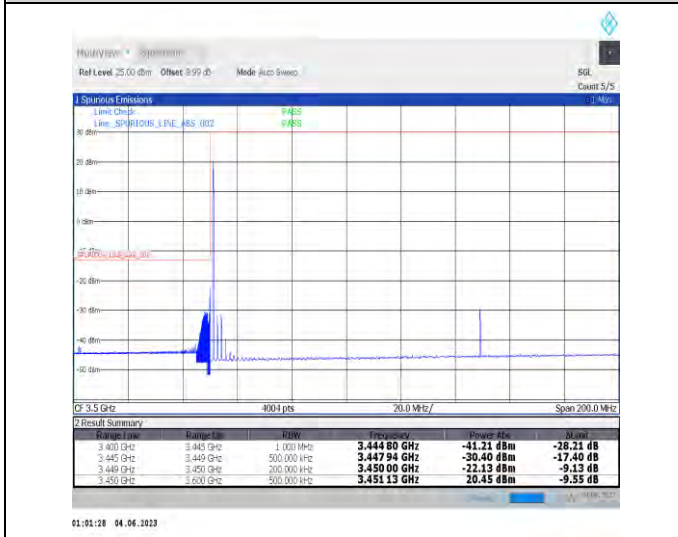 MultiView Spectrum
Ref Level 25.00 dBm Offset 8.99 dB Mode Auto Sweep SGL
Count 5/5
1 Spurious Emissions
Limit Check PASS
Line _SPURIOUS_LINE_ABS_002 PASS
30 dBm
20 dBm
10 dBm
0 dBm
-20 dBm
-30 dBm
-40 dBm
-50 dBm
CF 3.5 GHz 4004 pts 20.0 MHz/ Span 200.0 MHz
2 Result Summary
Range Low Range Up RBW Frequency Power Abs ΔLimit
3.400 GHz 3.445 GHz 1.000 MHz 3.444 80 GHz -41.21 dBm -28.21 dB
3.445 GHz 3.449 GHz 500.000 kHz 3.447 94 GHz -30.40 dBm -17.40 dB
3.449 GHz 3.450 GHz 200.000 kHz 3.450 00 GHz -22.13 dBm -9.13 dB
3.450 GHz 3.600 GHz 500.000 kHz 3.451 13 GHz 20.45 dBm -9.55 dB
01:01:28 04.06.2023